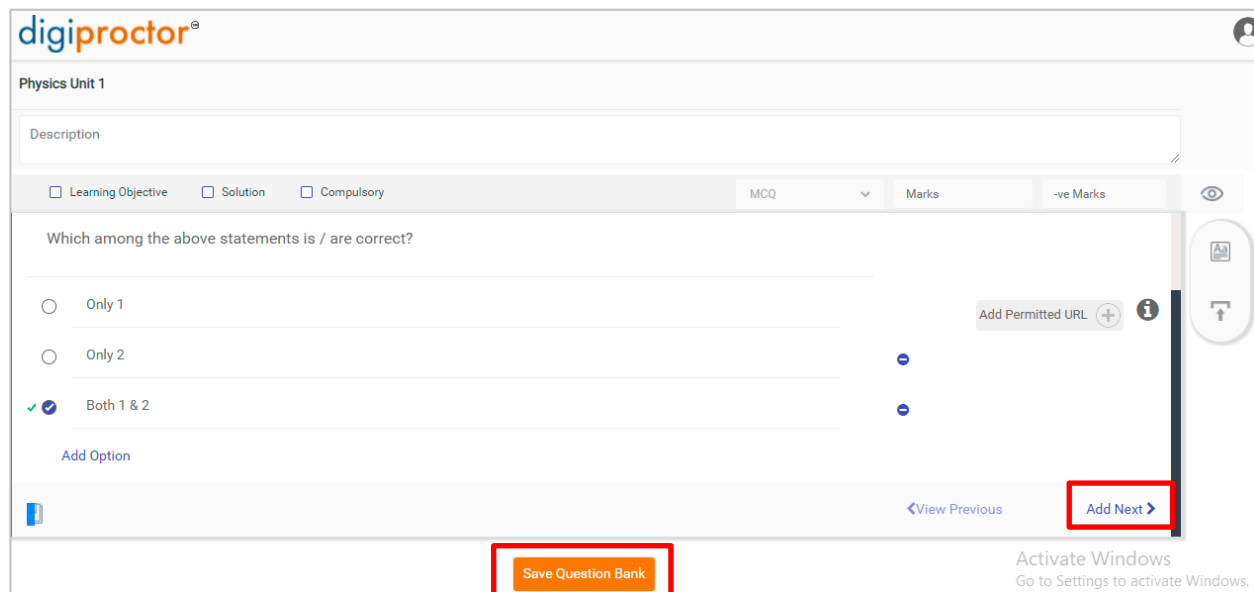 digiproctor®
Physics Unit 1
Description
Learning Objective Solution Compulsory MCQ Marks -ve Marks
Which among the above statements is / are correct?
Only 1
Add Permitted URL
Only 2
Both 1 & 2
Add Option
View Previous Add Next
Save Question Bank
Activate Windows
Go to Settings to activate Windows.